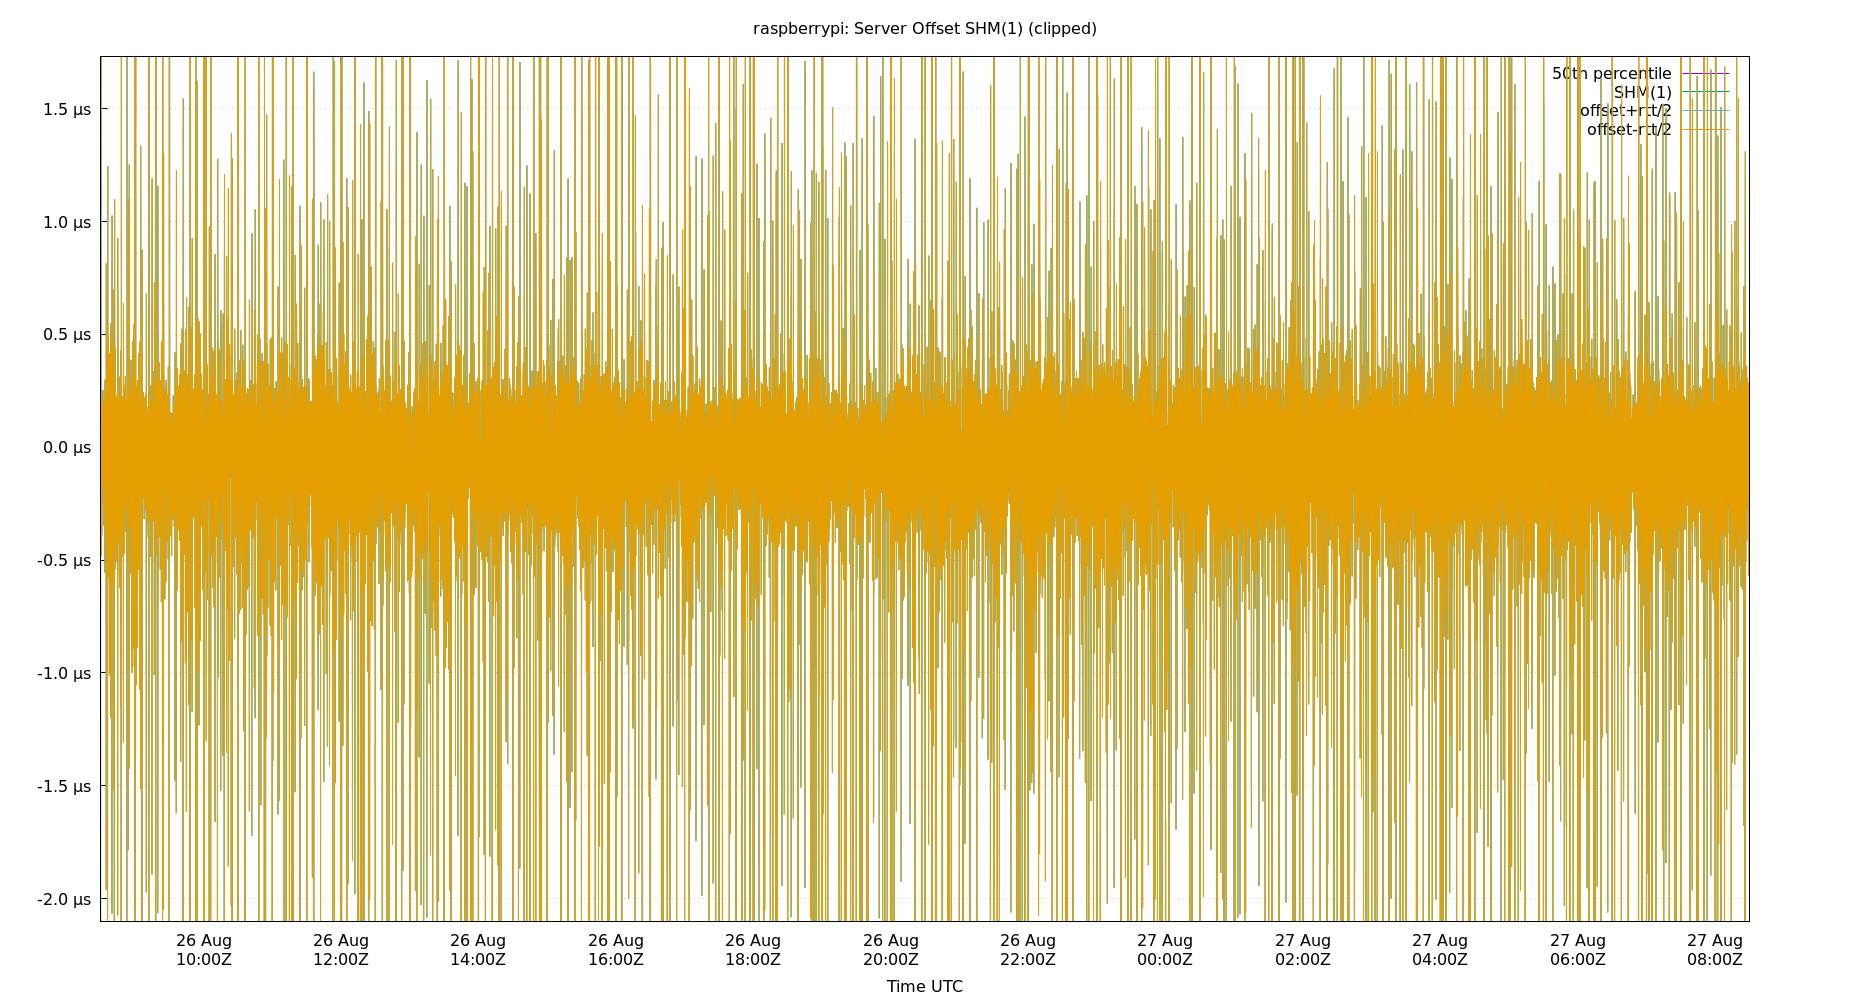 raspberrypi: Server Offset SHM(1) (clipped)
50th percentile
SHM(1)
offset+rtt/2
offset-rtt/2
1.5 µs
1.0 µs
0.5 µs
0.0 µs
-0.5 µs
-1.0 µs
-1.5 µs
-2.0 µs
26 Aug 26 Aug 26 Aug 26 Aug 26 Aug 26 Aug 26 Aug 27 Aug 27 Aug 27 Aug 27 Aug 27 Aug
10:00Z 12:00Z 14:00Z 16:00Z 18:00Z 20:00Z 22:00Z 00:00Z 02:00Z 04:00Z 06:00Z 08:00Z
Time UTC